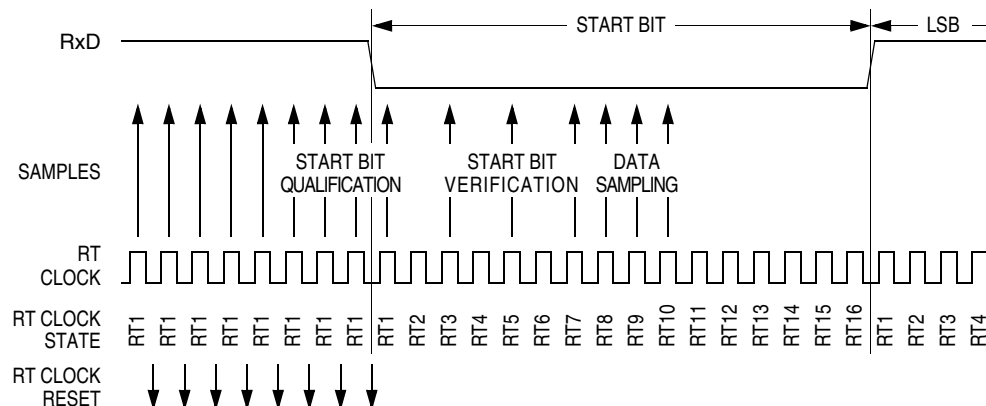 START BIT LSB
RxD
SAMPLES
START BIT QUALIFICATION
START BIT VERIFICATION
DATA SAMPLING
RT CLOCK
RT CLOCK STATE
RT1 RT1 RT1 RT1 RT1 RT1 RT1 RT1 RT1 RT2 RT3 RT4 RT5 RT6 RT7 RT8 RT9 RT10 RT11 RT12 RT13 RT14 RT15 RT16 RT1 RT2 RT3 RT4
RT CLOCK RESET